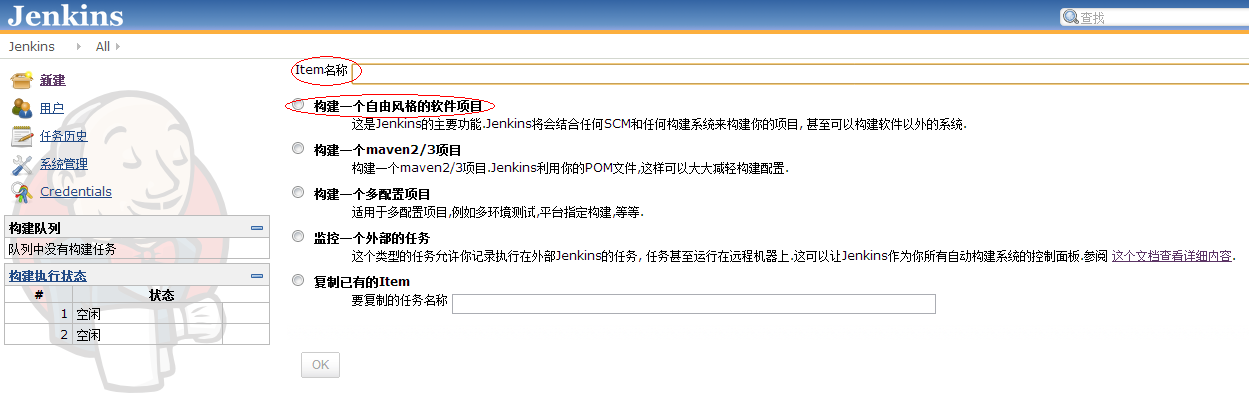 Jenkins
查找
Jenkins
All
新建
用户
任务历史
系统管理
Credentials
构建队列
队列中没有构建任务
构建执行状态
# 状态
1 空闲
2 空闲
Item名称
构建一个自由风格的软件项目
这是Jenkins的主要功能.Jenkins将会结合任何SCM和任何构建系统来构建你的项目, 甚至可以构建软件以外的系统.
构建一个maven2/3项目
构建一个maven2/3项目.Jenkins利用你的POM文件,这样可以大大减轻构建配置.
构建一个多配置项目
适用于多配置项目,例如多环境测试,平台指定构建,等等.
监控一个外部的任务
这个类型的任务允许你记录执行在外部Jenkins的任务, 任务甚至运行在远程机器上.这可以让Jenkins作为你所有自动构建系统的控制面板.参阅 这个文档查看详细内容.
复制已有的Item
要复制的任务名称
OK